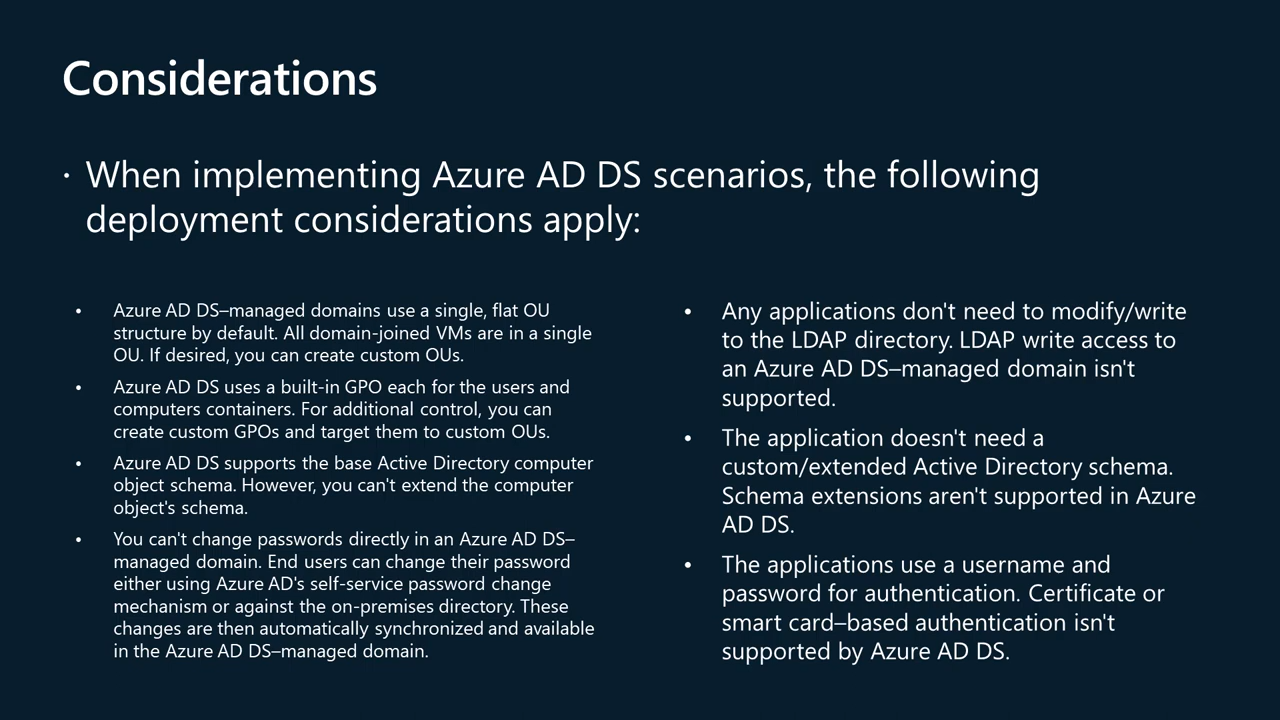 Considerations
· When implementing Azure AD DS scenarios, the following
deployment considerations apply:
• Azure AD DS–managed domains use a single, flat OU
structure by default. All domain-joined VMs are in a single
OU. If desired, you can create custom OUs.
• Azure AD DS uses a built-in GPO each for the users and
computers containers. For additional control, you can
create custom GPOs and target them to custom OUs.
• Azure AD DS supports the base Active Directory computer
object schema. However, you can't extend the computer
object's schema.
• You can't change passwords directly in an Azure AD DS–
managed domain. End users can change their password
either using Azure AD's self-service password change
mechanism or against the on-premises directory. These
changes are then automatically synchronized and available
in the Azure AD DS–managed domain.
• Any applications don't need to modify/write
to the LDAP directory. LDAP write access to
an Azure AD DS–managed domain isn't
supported.
• The application doesn't need a
custom/extended Active Directory schema.
Schema extensions aren't supported in Azure
AD DS.
• The applications use a username and
password for authentication. Certificate or
smart card–based authentication isn't
supported by Azure AD DS.